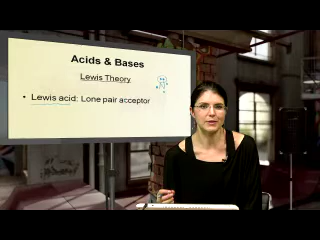 Acids & Bases
Lewis Theory
• Lewis acid: Lone pair acceptor